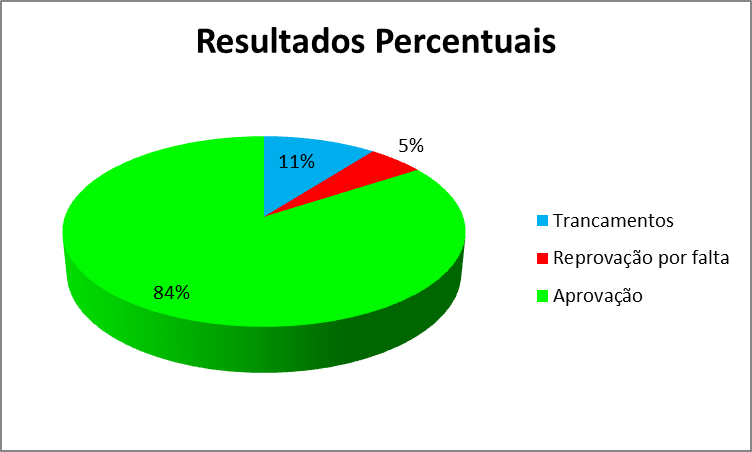 Resultados Percentuais
11%
5%
84%
Trancamentos
Reprovação por falta
Aprovação